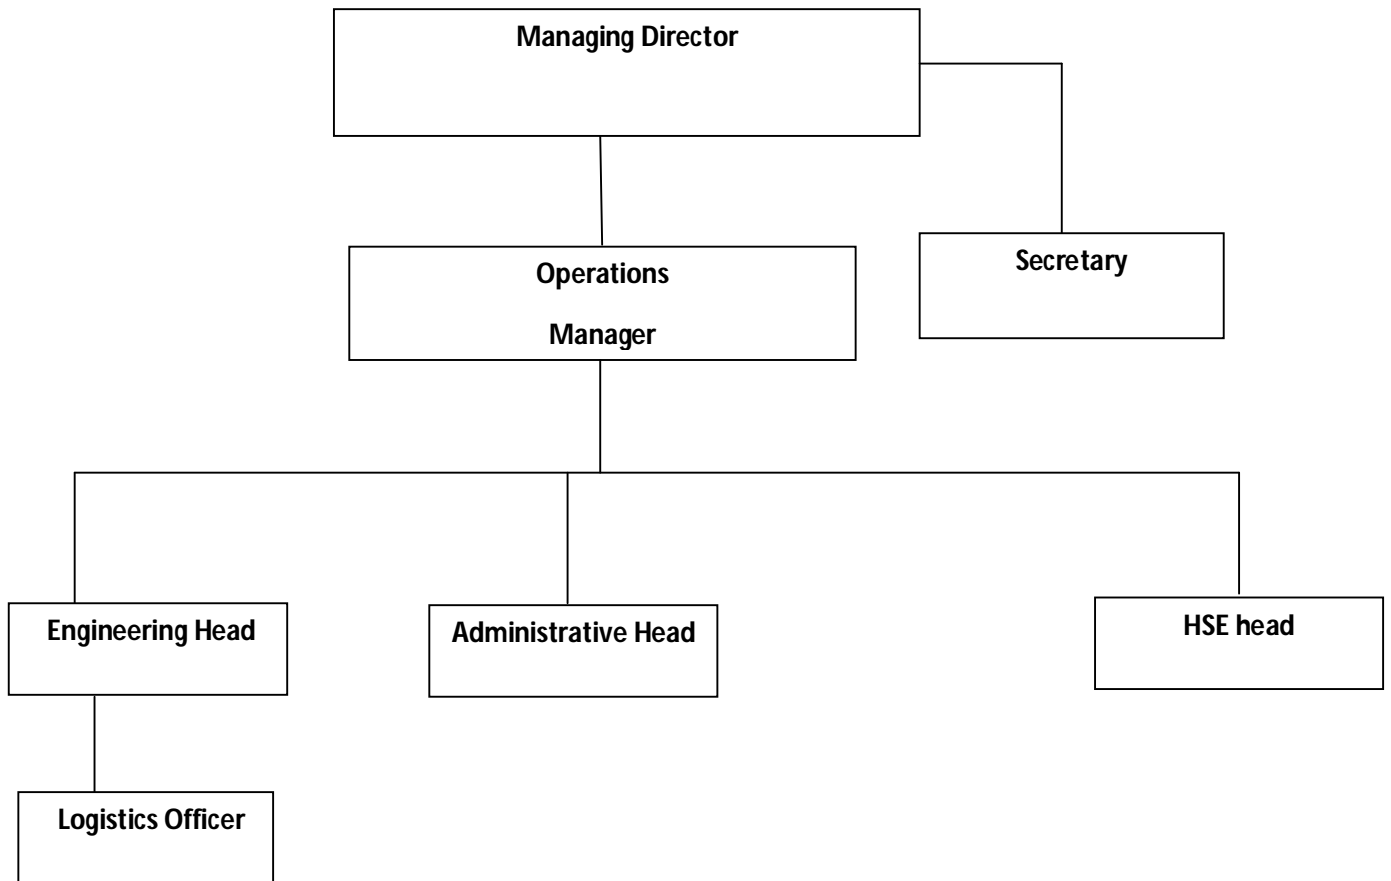 Managing Director
Operations
Manager
Secretary
Engineering Head
Administrative Head
HSE head
Logistics Officer